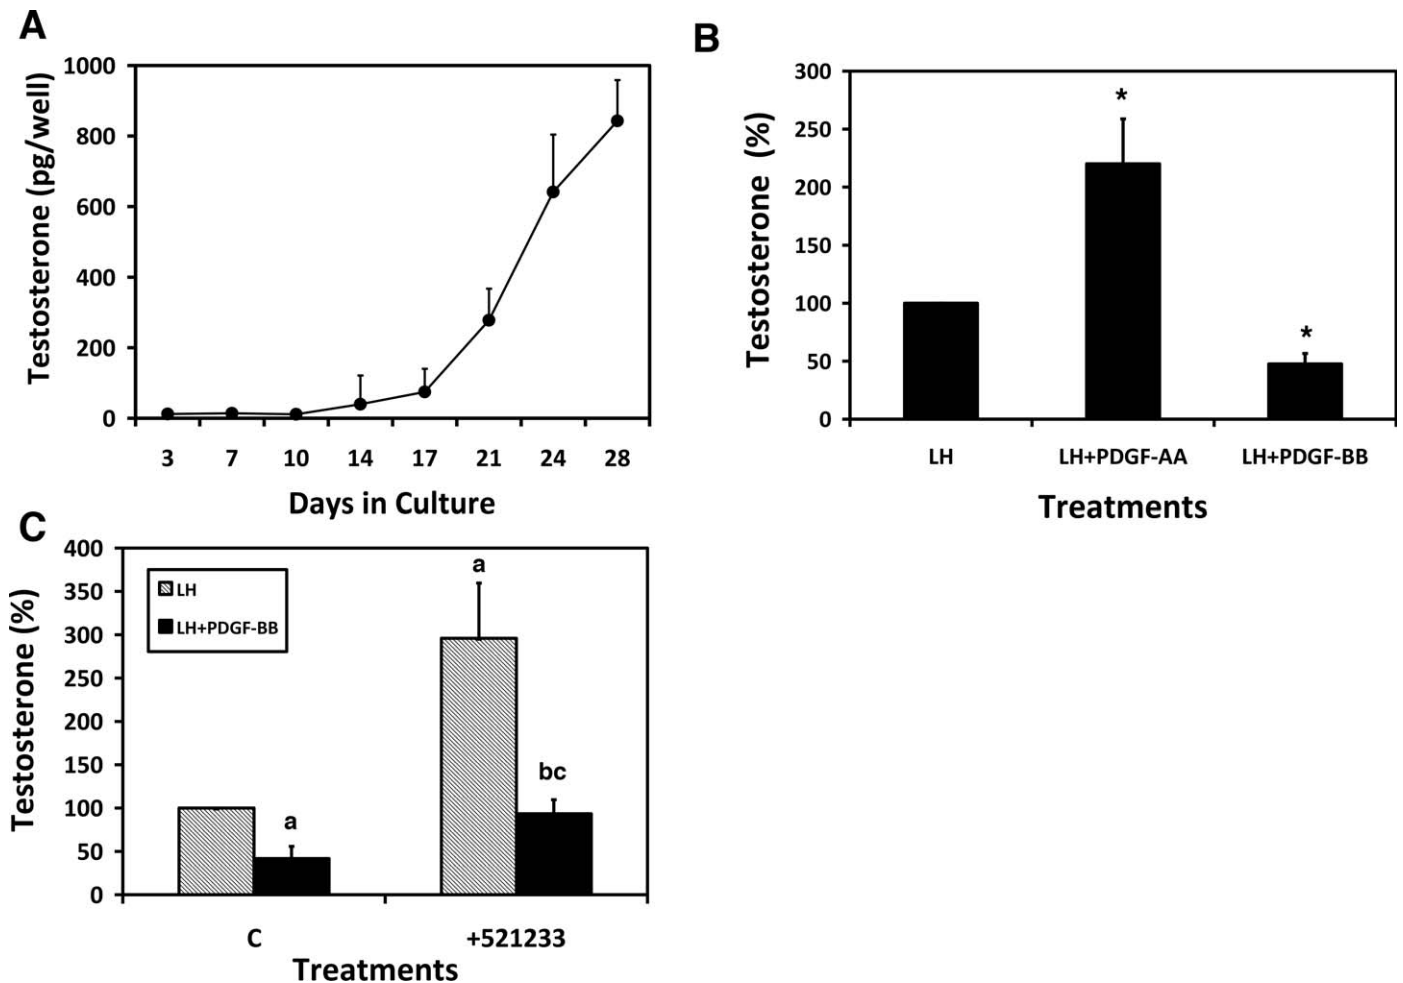 A
Testosterone (pg/well)
1000
800
600
400
200
0
3 7 10 14 17 21 24 28
Days in Culture
B
Testosterone (%)
300
250
200
150
100
50
0
*
*
LH LH+PDGF-AA LH+PDGF-BB
Treatments
C
Testosterone (%)
400
350
300
250
200
150
100
50
0
LH
LH+PDGF-BB
a
a
bc
C +521233
Treatments